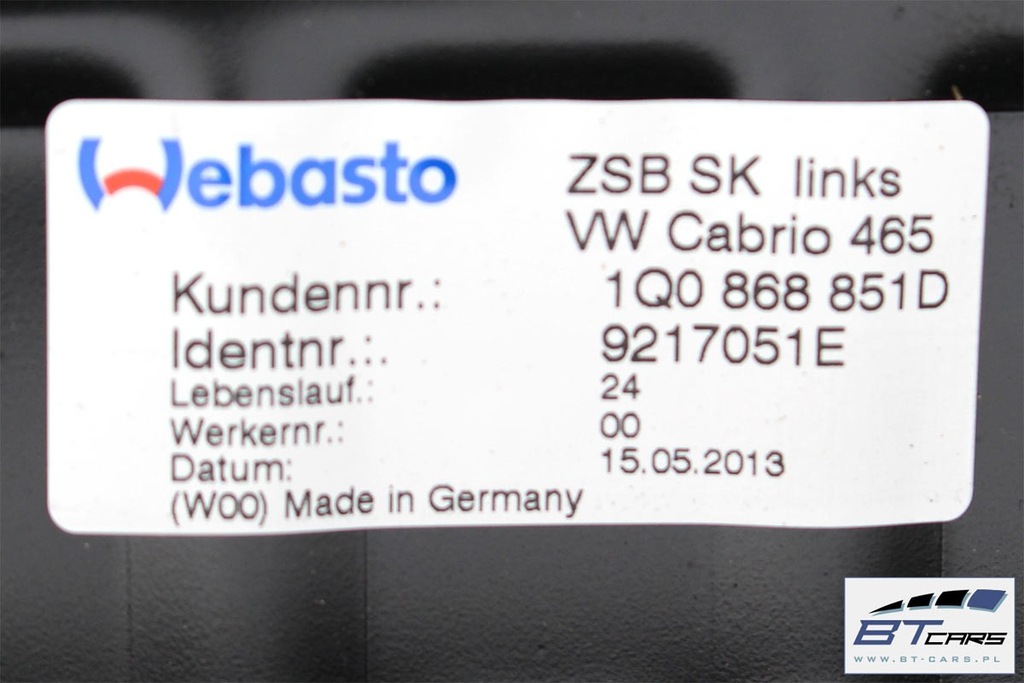 Webasto
ZSB SK links
VW Cabrio 465
Kundennr.: 1Q0 868 851D
Identnr.:. 9217051E
Lebenslauf.: 24
Werkernr.: 00
Datum: 15.05.2013
(W00) Made in Germany
BT CARS
WWW.BT-CARS.PL